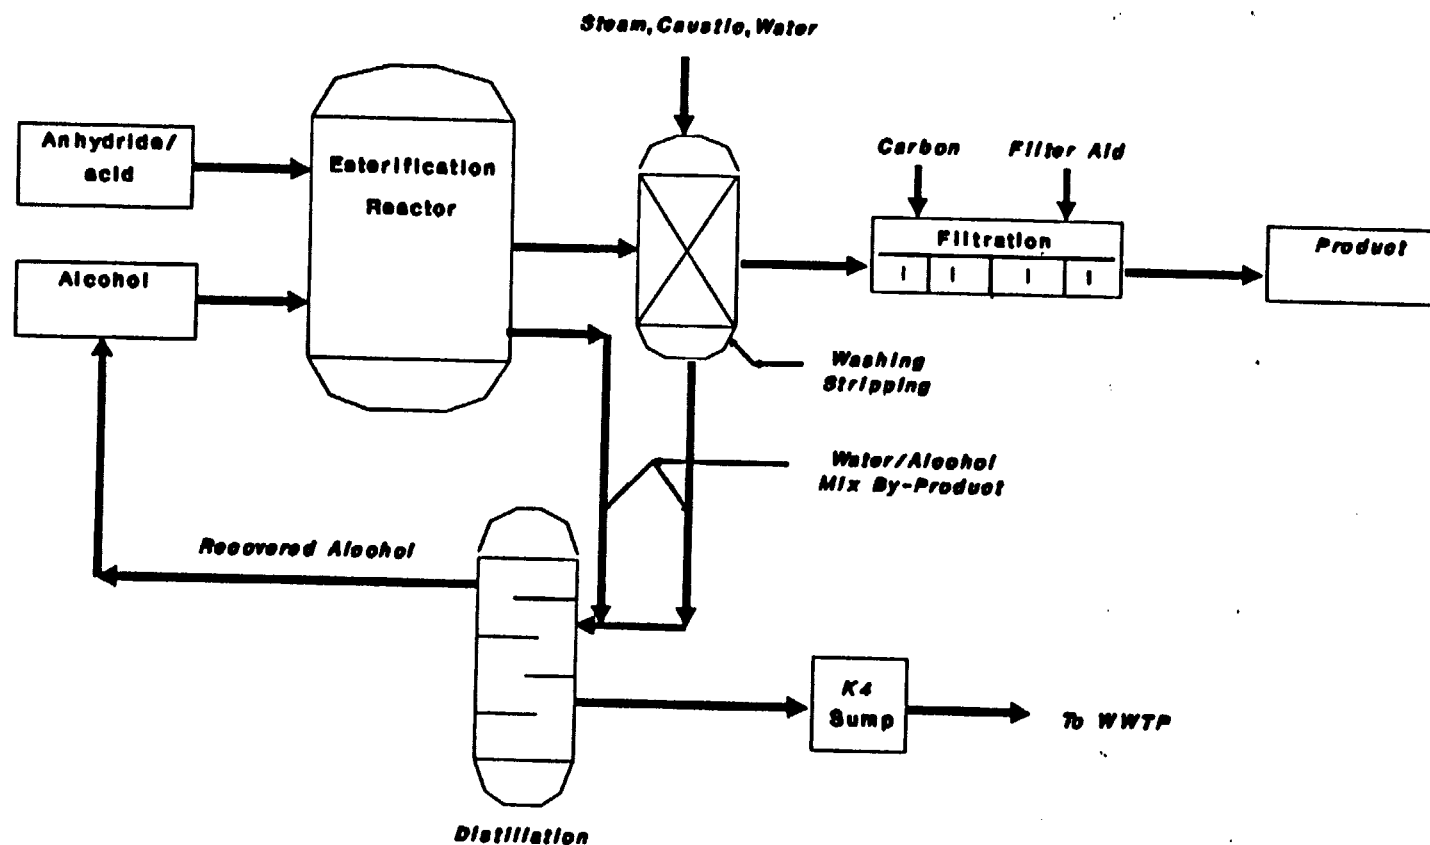 Steam, Caustic, Water
Anhydride/
acid
Esterification
Reactor
Carbon
Filter Aid
Filtration
Product
Alcohol
Washing
Stripping
Water/Alcohol
Mix By-Product
Recovered Alcohol
K4
Sump
To WWTP
Distillation